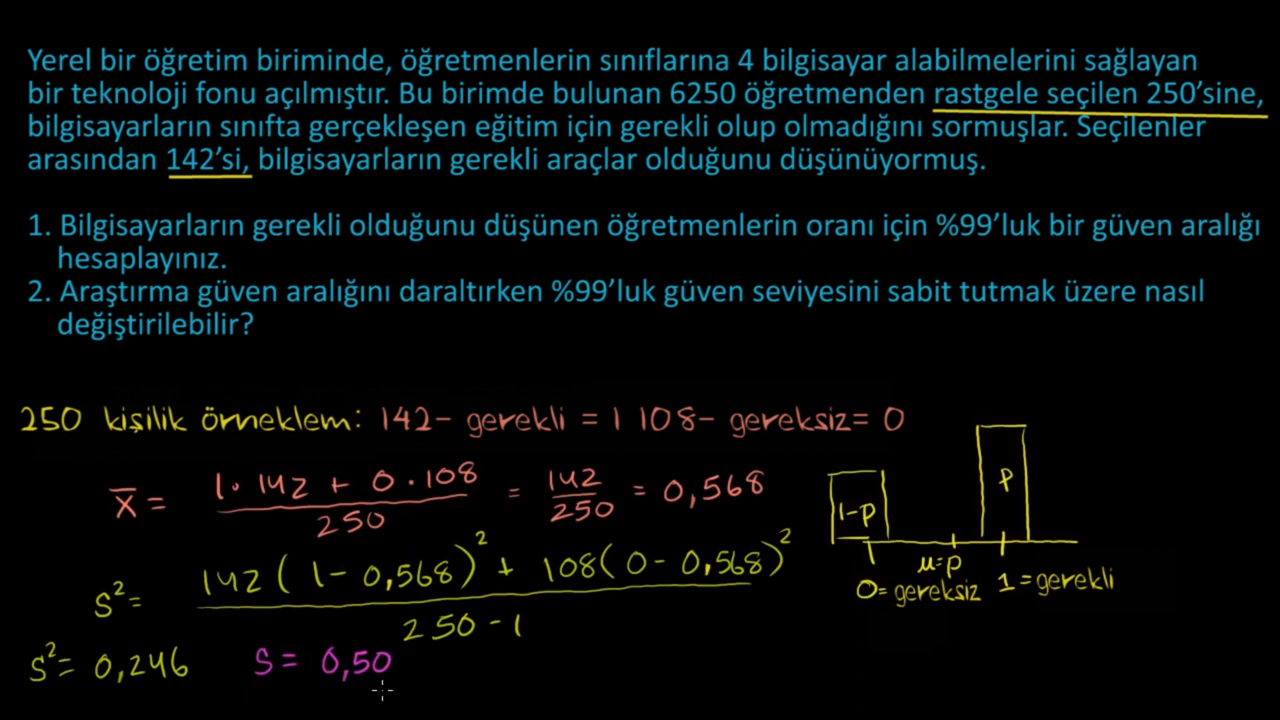 Yerel bir öğretim biriminde, öğretmenlerin sınıflarına 4 bilgisayar alabilmelerini sağlayan
bir teknoloji fonu açılmıştır. Bu birimde bulunan 6250 öğretmenden rastgele seçilen 250'sine,
bilgisayarların sınıfta gerçekleşen eğitim için gerekli olup olmadığını sormuşlar. Seçilenler
arasından 142'si, bilgisayarların gerekli araçlar olduğunu düşünüyormuş.
1. Bilgisayarların gerekli olduğunu düşünen öğretmenlerin oranı için %99'luk bir güven aralığı
hesaplayınız.
2. Araştırma güven aralığını daraltırken %99'luk güven seviyesini sabit tutmak üzere nasıl
değiştirilebilir?
250 kişilik örneklem: 142- gerekli = 1 108- gereksiz= 0
x̄ = (1·142 + 0·108) / 250 = 142/250 = 0,568
S² = (142(1-0,568)² + 108(0-0,568)²) / (250-1)
S² = 0,246 S = 0,50
1-p p
μ=p
0= gereksiz 1 = gerekli